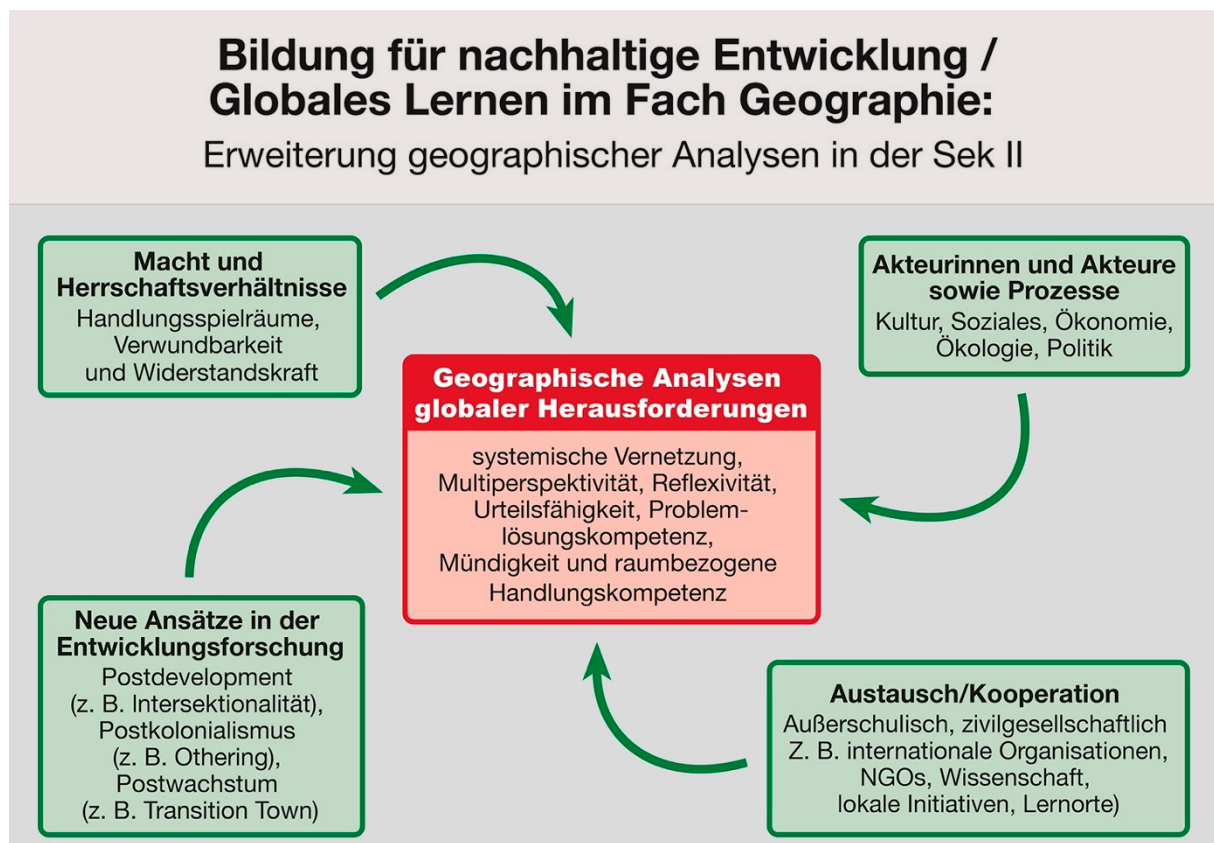 Bildung für nachhaltige Entwicklung /
Globales Lernen im Fach Geographie:
Erweiterung geographischer Analysen in der Sek II
Macht und
Herrschaftsverhältnisse
Handlungsspielräume,
Verwundbarkeit
und Widerstandskraft
Akteurinnen und Akteure
sowie Prozesse
Kultur, Soziales, Ökonomie,
Ökologie, Politik
Geographische Analysen
globaler Herausforderungen
systemische Vernetzung,
Multiperspektivität, Reflexivität,
Urteilsfähigkeit, Problem-
lösungskompetenz,
Mündigkeit und raumbezogene
Handlungskompetenz
Neue Ansätze in der
Entwicklungsforschung
Postdevelopment
(z. B. Intersektionalität),
Postkolonialismus
(z. B. Othering),
Postwachstum
(z. B. Transition Town)
Austausch/Kooperation
Außerschulisch, zivilgesellschaftlich
Z. B. internationale Organisationen,
NGOs, Wissenschaft,
lokale Initiativen, Lernorte)